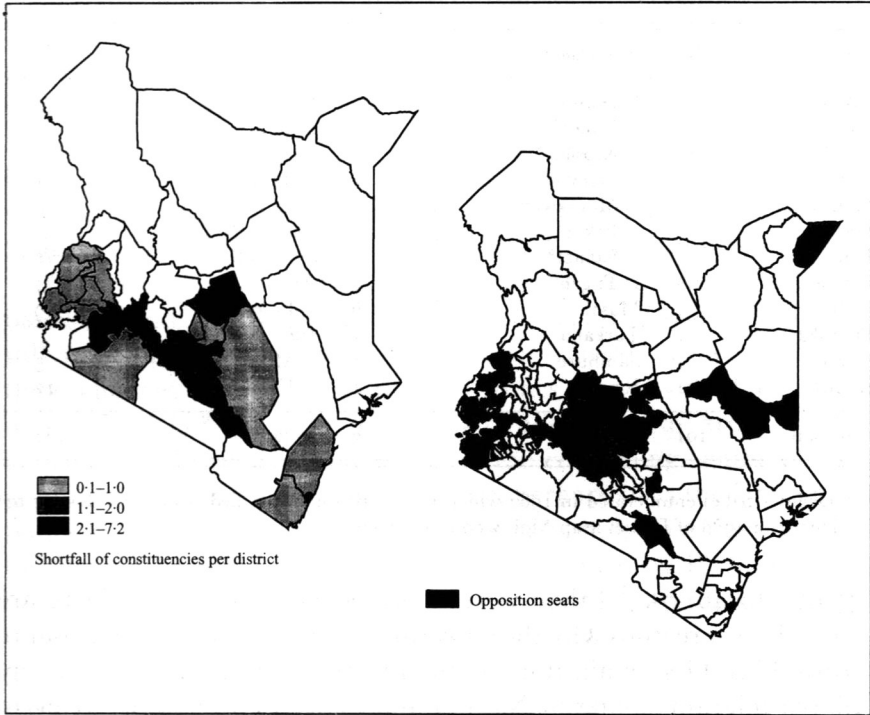 0·1–1·0
1·1–2·0
2·1–7·2
Shortfall of constituencies per district
Opposition seats